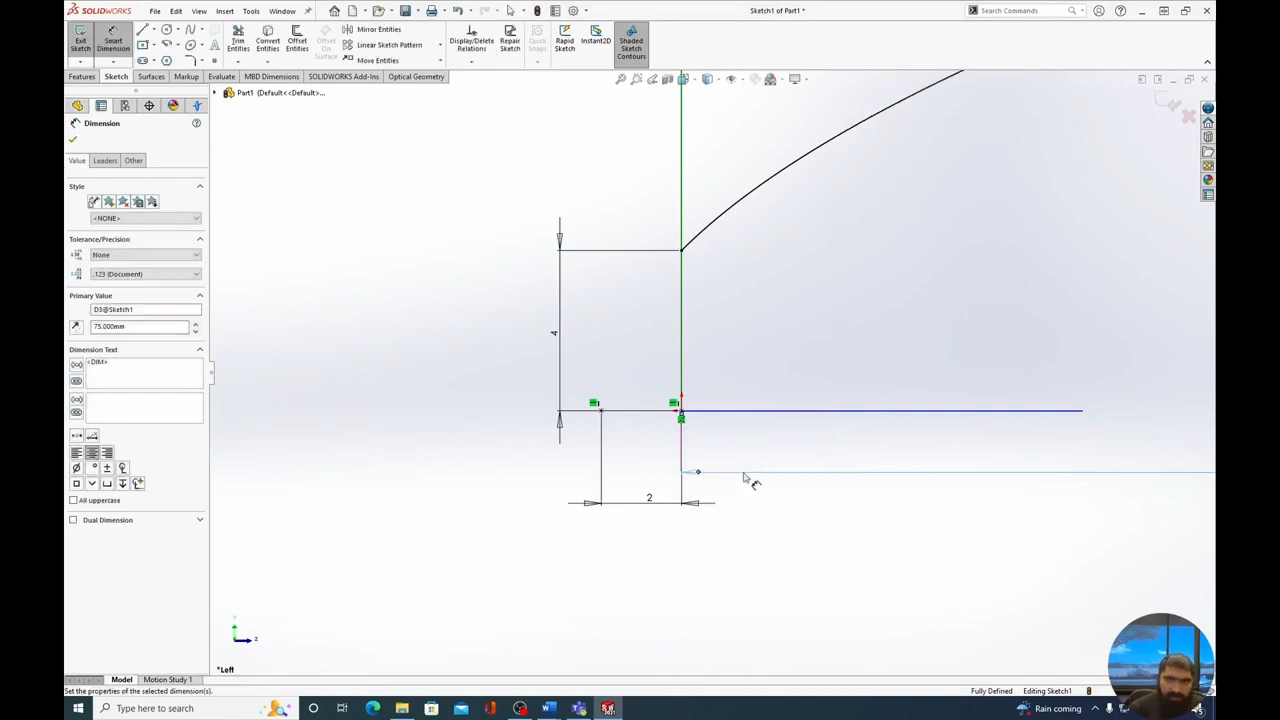 SOLIDWORKS File Edit View Insert Tools Window Sketch1 of Part1 * Search Commands
Exit Sketch Smart Dimension Trim Entities Convert Entities Offset Entities Offset On Surface Mirror Entities Linear Sketch Pattern Move Entities Display/Delete Relations Repair Sketch Quick Snaps Rapid Sketch Instant2D Shaded Sketch Contours
Features Sketch Surfaces Markup Evaluate MBD Dimensions SOLIDWORKS Add-Ins Optical Geometry
Part1 (Default<<Default>...
Dimension
Value Leaders Other
Style
<NONE>
Tolerance/Precision
None
.123 (Document)
Primary Value
D3@Sketch1
75.000mm
Dimension Text
<DIM>
All uppercase
Dual Dimension
4
2
Y
Z
*Left
Model Motion Study 1
Set the properties of the selected dimension(s). Fully Defined Editing Sketch1
Type here to search Rain coming